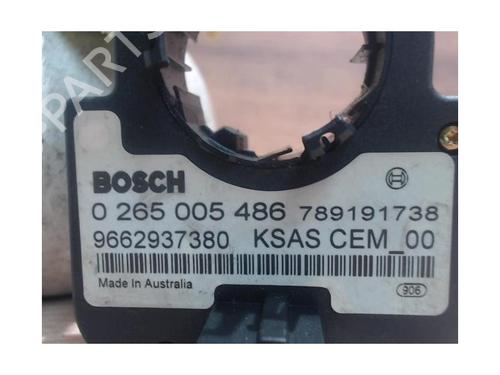 BOSCH
0 265 005 486 789191738
9662937380 KSAS CEM_00
Made In Australia
906